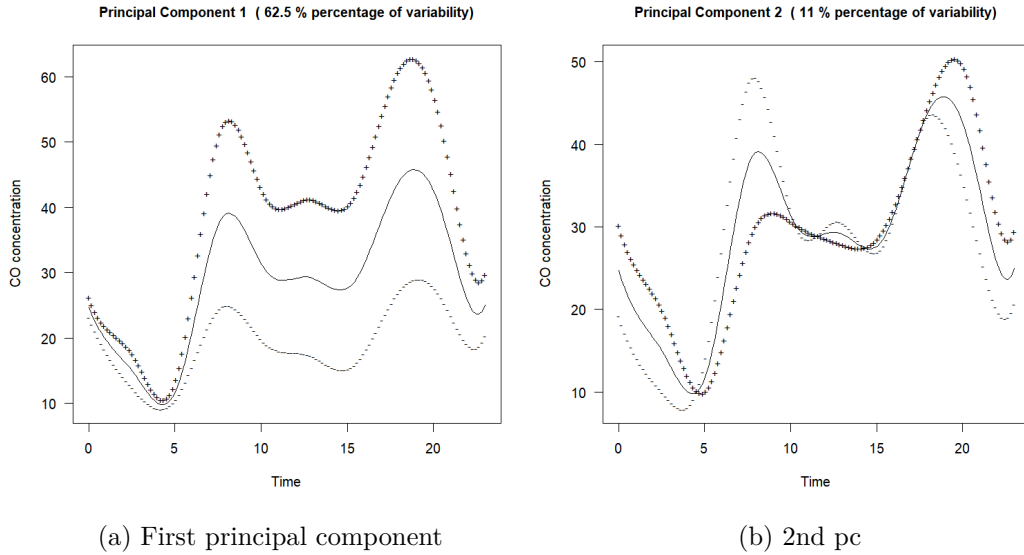 Principal Component 1 ( 62.5 % percentage of variability)
CO concentration
60
50
40
30
20
10
0
5
10
15
20
Time
(a) First principal component
Principal Component 2 ( 11 % percentage of variability)
CO concentration
50
40
30
20
10
0
5
10
15
20
Time
(b) 2nd pc